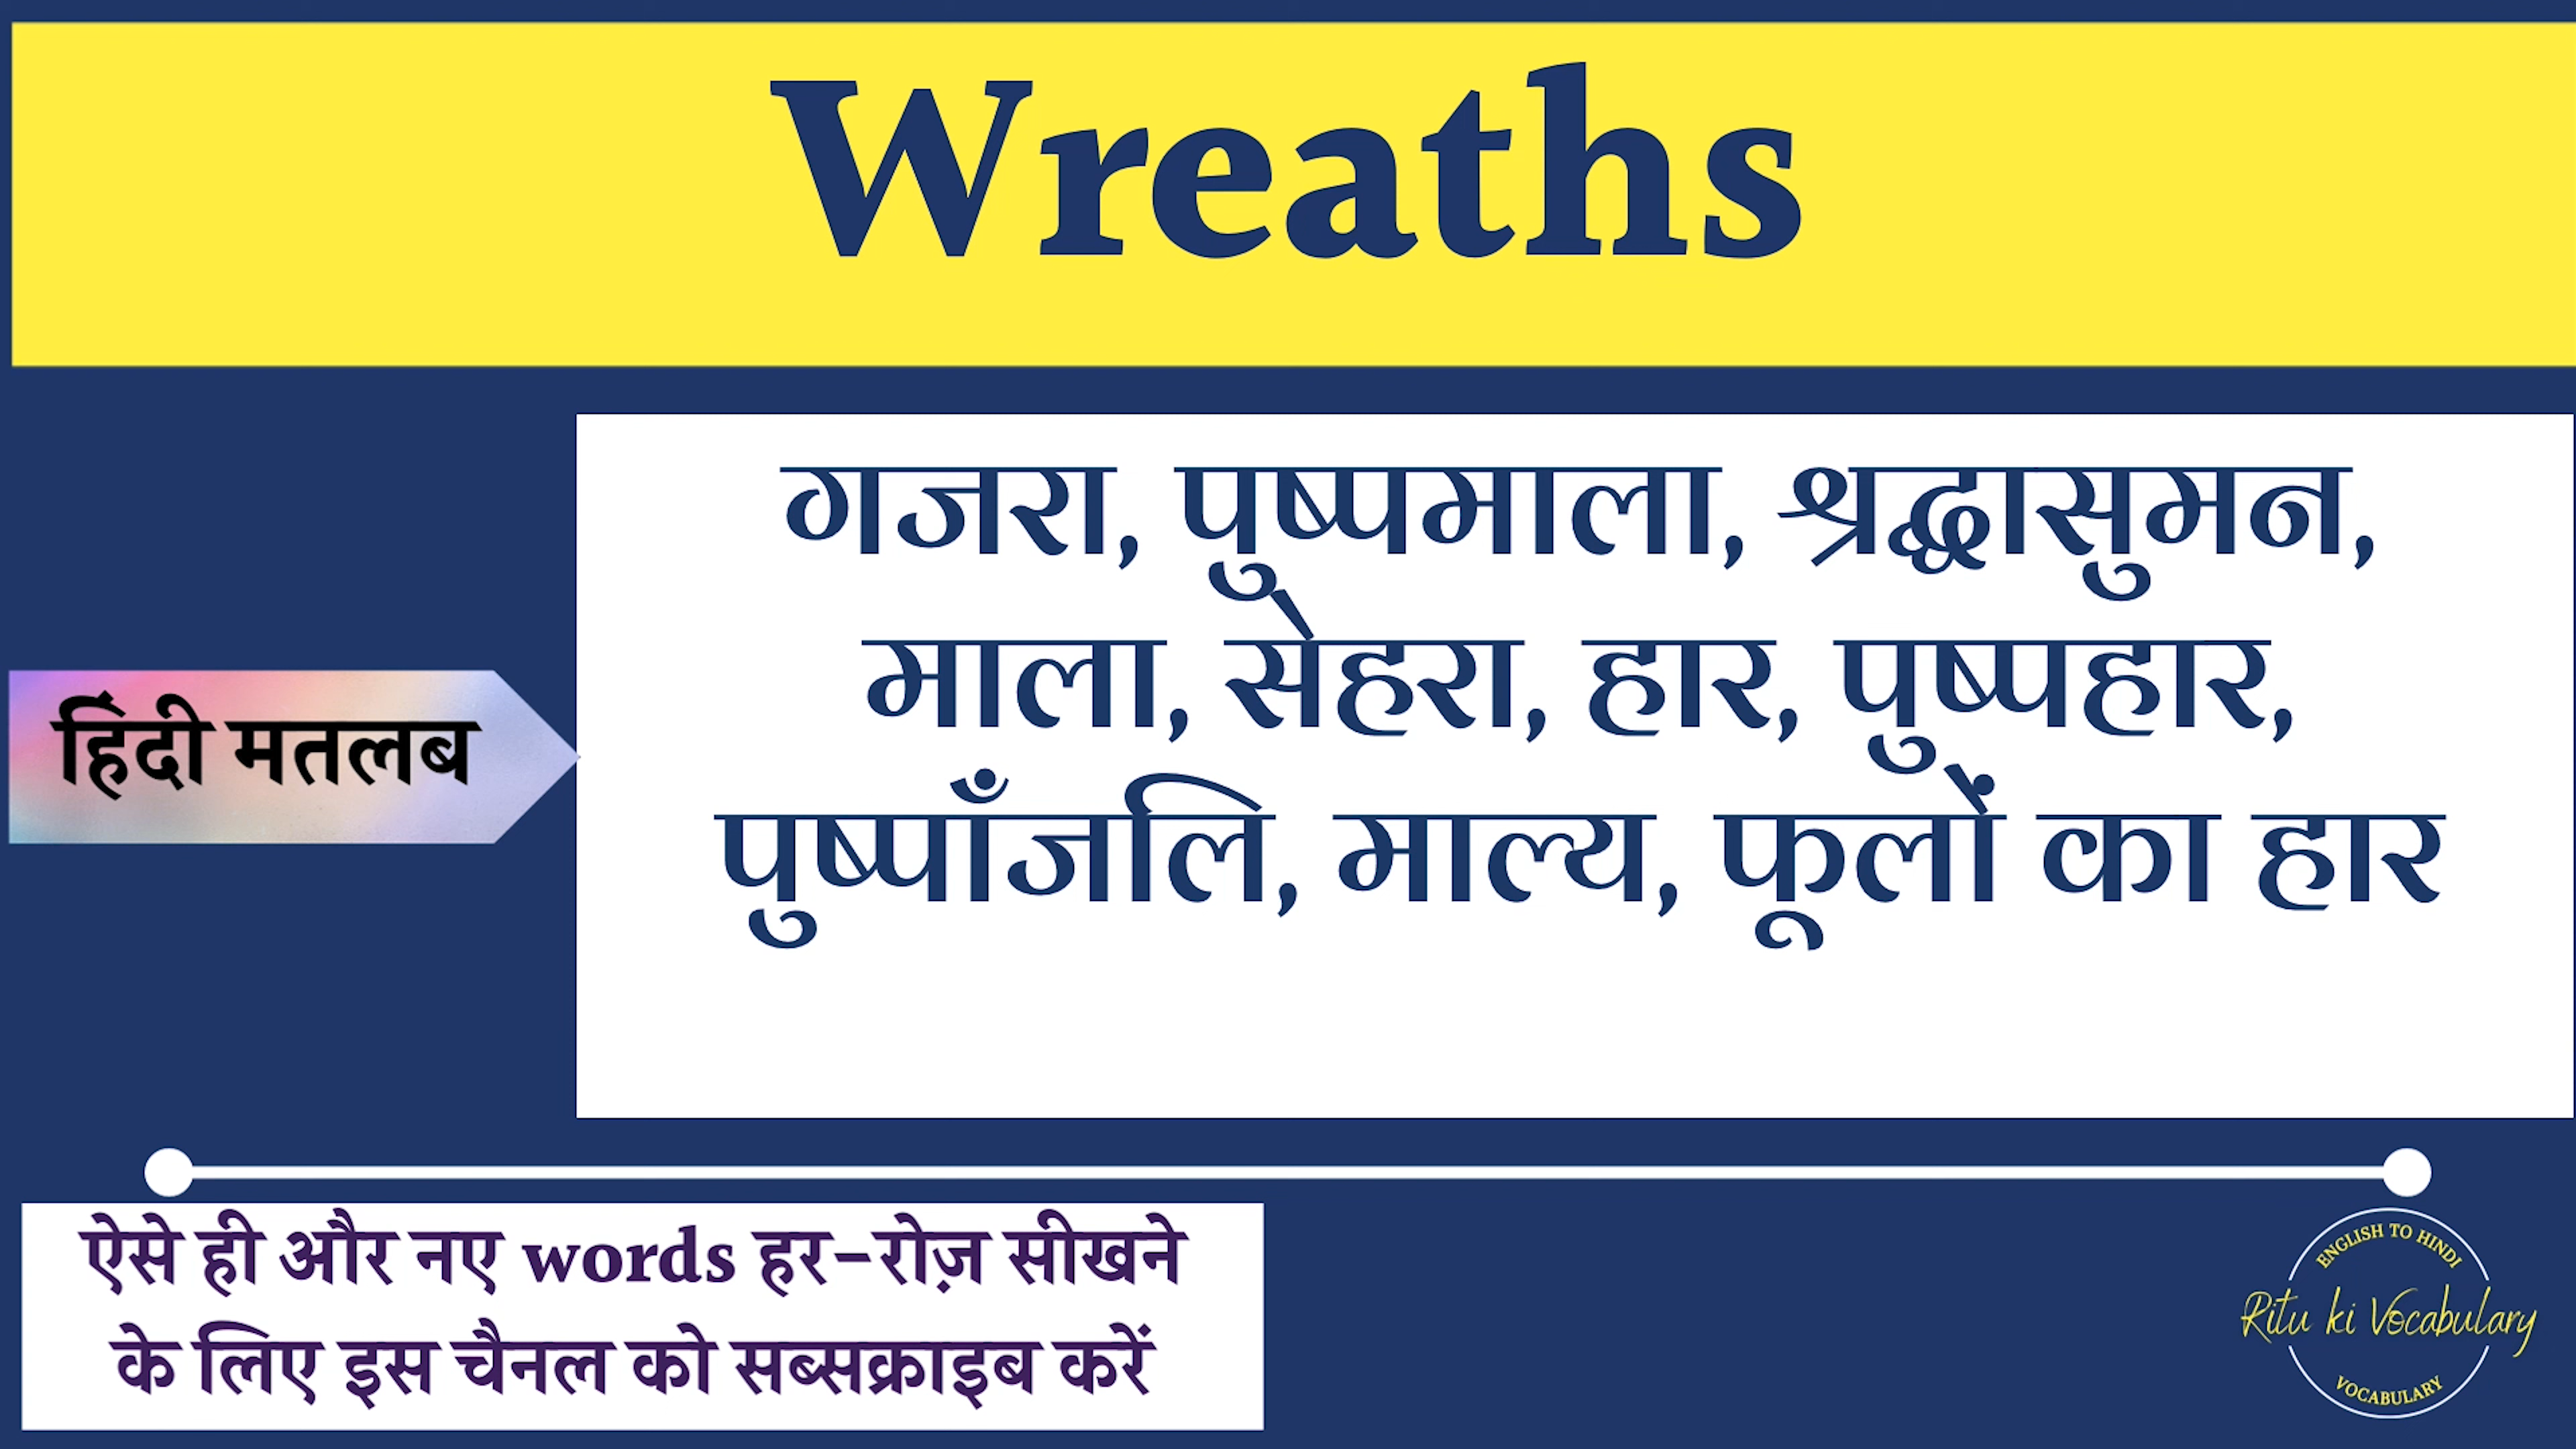 Wreaths
गजरा, पुष्पमाला, श्रद्धासुमन,
माला, सेहरा, हार, पुष्पहार,
पुष्पाँजलि, माल्य, फूलों का हार
हिंदी मतलब
ऐसे ही और नए words हर-रोज़ सीखने
के लिए इस चैनल को सब्सक्राइब करें
ENGLISH TO HINDI
Ritu ki Vocabulary
VOCABULARY